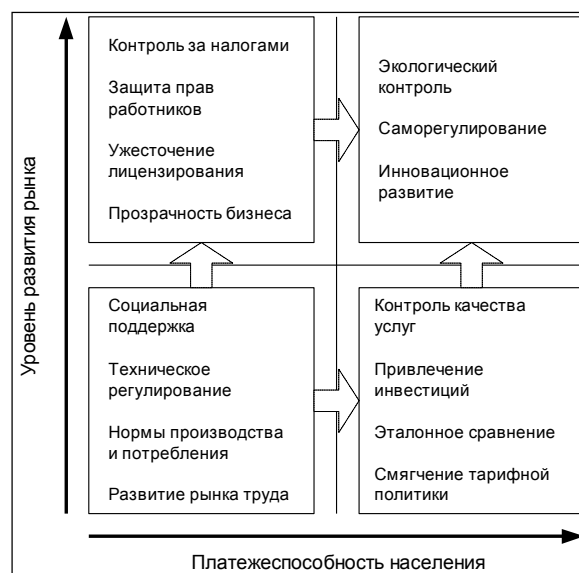 Уровень развития рынка
Контроль за налогами
Защита прав
работников
Ужесточение
лицензирования
Прозрачность бизнеса
Экологический
контроль
Саморегулирование
Инновационное
развитие
Социальная
поддержка
Техническое
регулирование
Нормы производства
и потребления
Развитие рынка труда
Контроль качества
услуг
Привлечение
инвестиций
Эталонное сравнение
Смягчение тарифной
политики
Платежеспособность населения